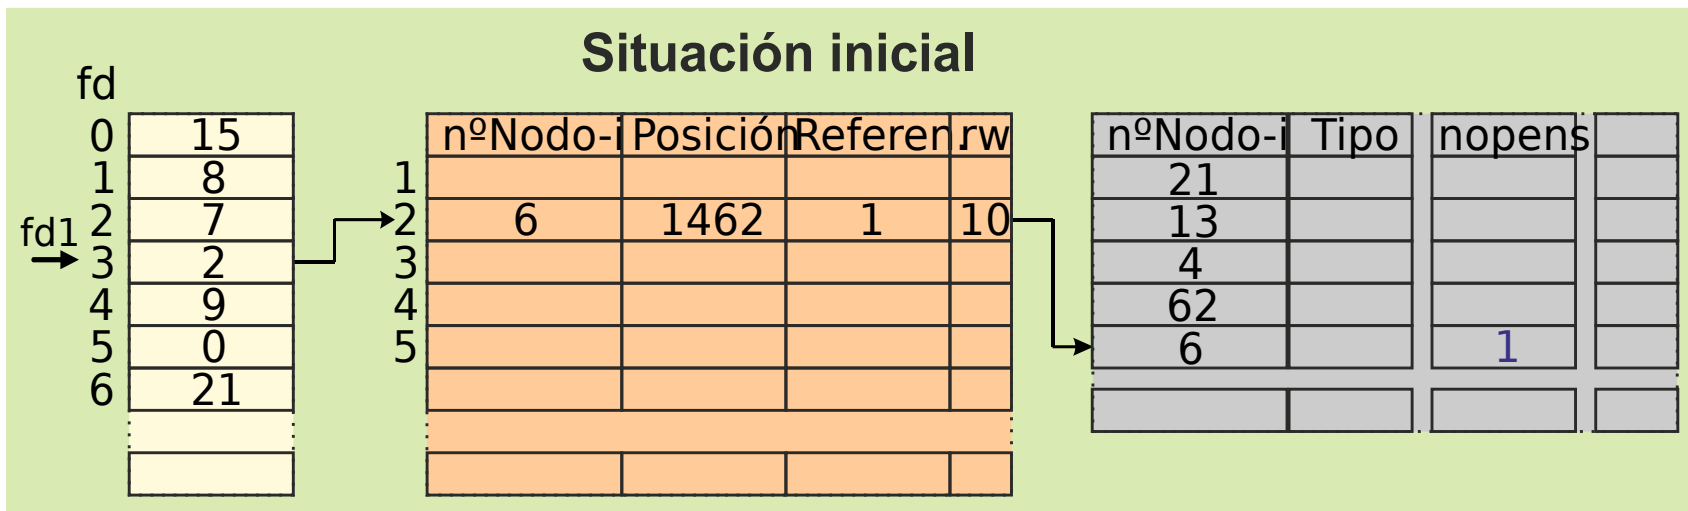 Situación inicial
fd
0 15 nºNodo-i Posición Referen. rw nºNodo-i Tipo nopens
1 8 1 21
fd1 2 7 2 6 1462 1 10 13
3 2 3 4
4 9 4 62
5 0 5 6 1
6 21